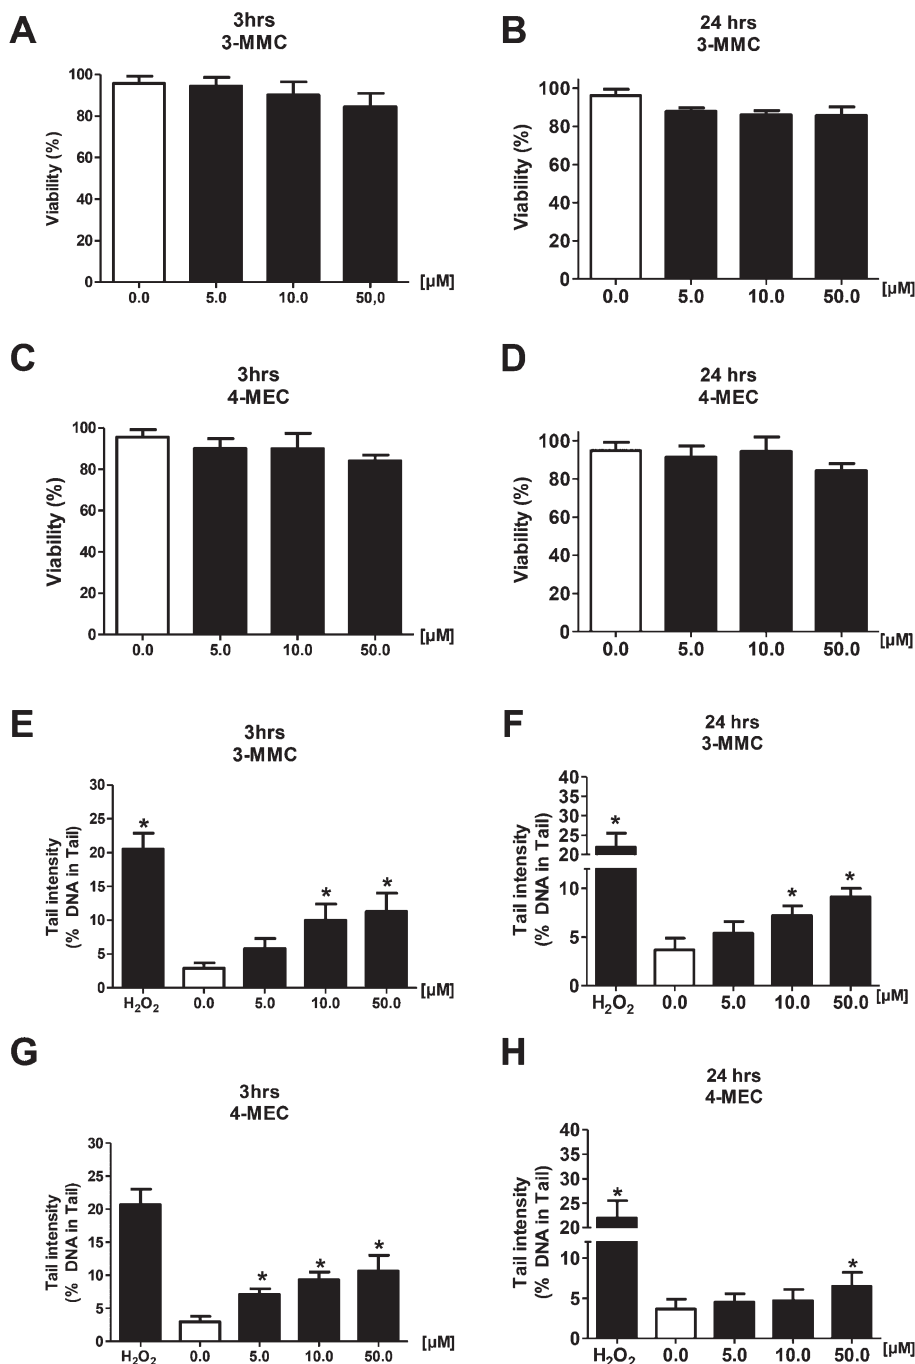 A
3hrs
3-MMC
Viability (%)
100
80
60
40
20
0
0.0 5.0 10.0 50,0 [µM]
B
24 hrs
3-MMC
Viability (%)
100
80
60
40
20
0
0.0 5.0 10.0 50.0 [µM]
C
3hrs
4-MEC
Viability (%)
100
80
60
40
20
0
0.0 5.0 10.0 50.0 [µM]
D
24 hrs
4-MEC
Viability (%)
100
80
60
40
20
0
0.0 5.0 10.0 50.0 [µM]
E
3hrs
3-MMC
Tail intensity
(% DNA in Tail)
30
25
20
15
10
5
0
* * *
H₂O₂ 0.0 5.0 10.0 50.0 [µM]
F
24 hrs
3-MMC
Tail intensity
(% DNA in Tail)
40
35
30
25
20
10
5
0
* * *
H₂O₂ 0.0 5.0 10.0 50.0 [µM]
G
3hrs
4-MEC
Tail intensity
(% DNA in Tail)
30
25
20
15
10
5
0
* * *
H₂O₂ 0.0 5.0 10.0 50.0 [µM]
H
24 hrs
4-MEC
Tail intensity
(% DNA in Tail)
40
35
30
25
20
10
5
0
* *
H₂O₂ 0.0 5.0 10.0 50.0 [µM]